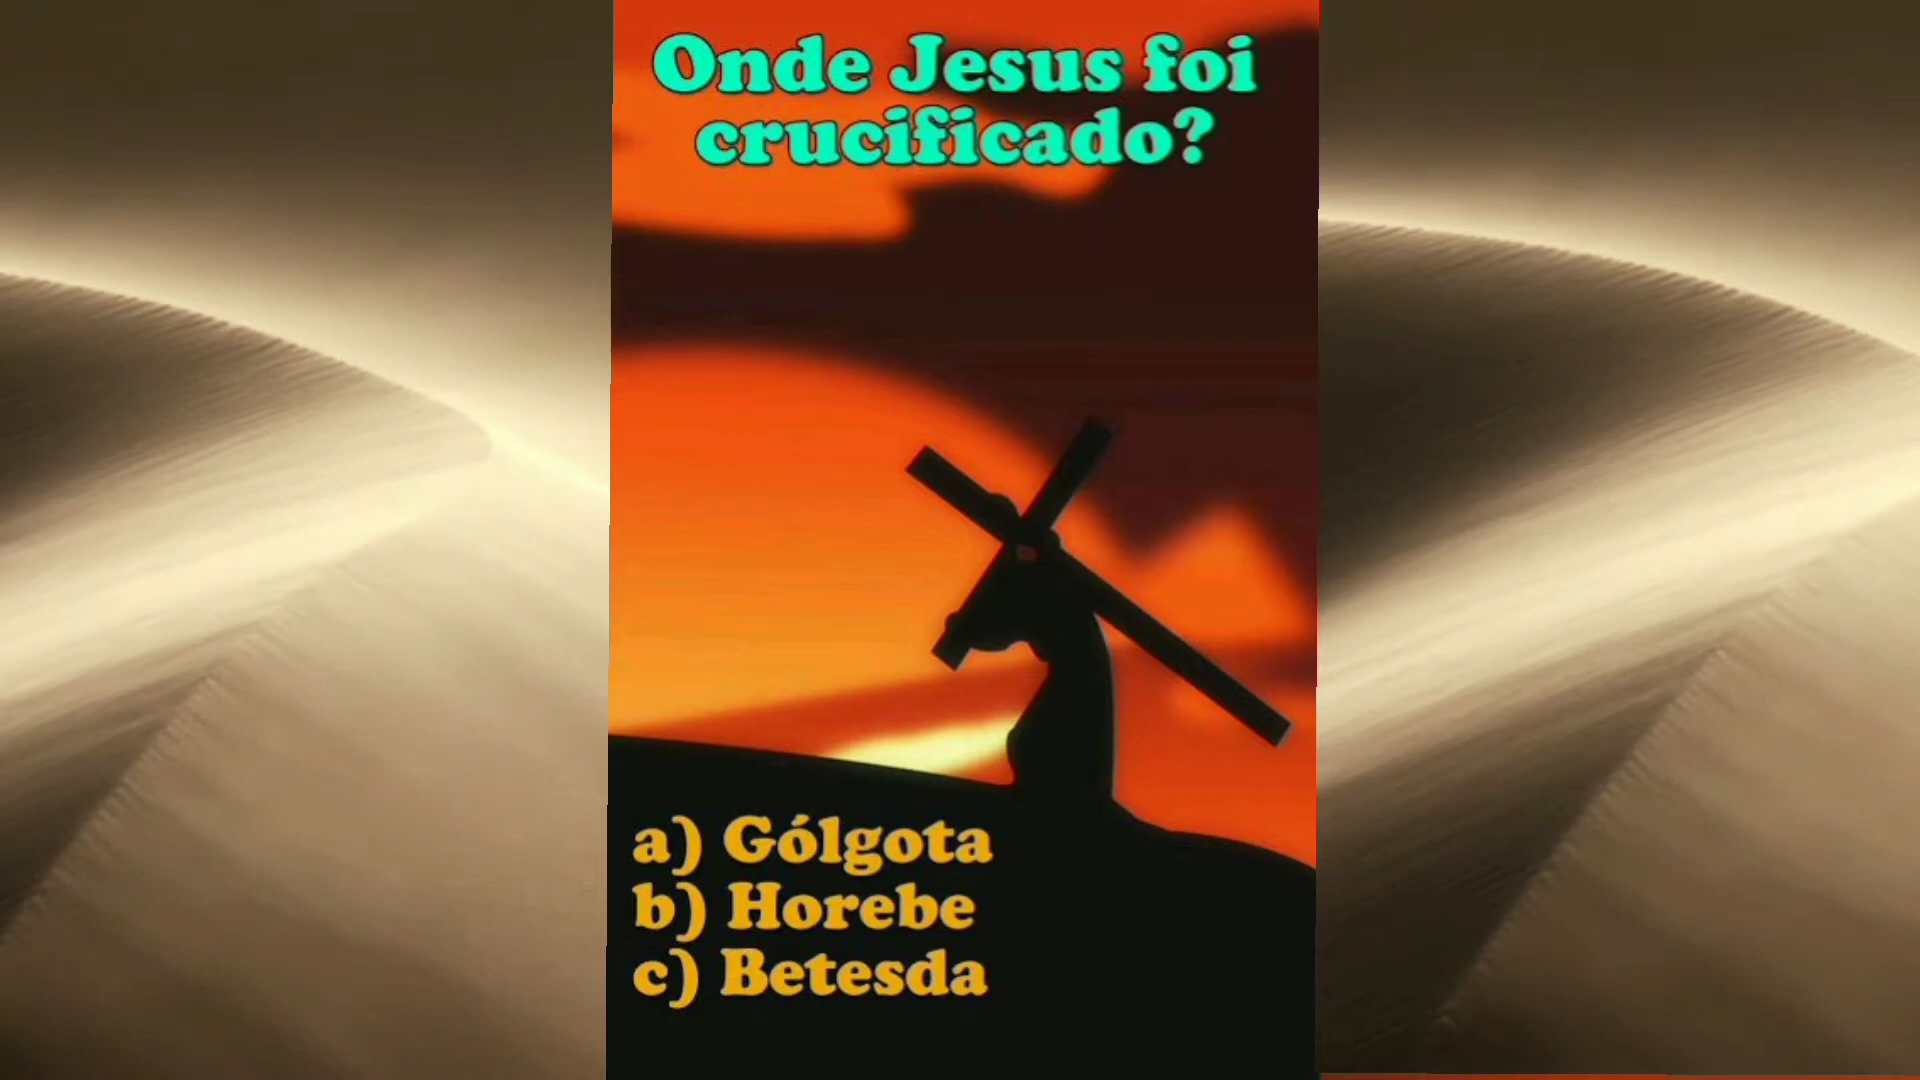 Onde Jesus foi
crucificado?
a) Gólgota
b) Horebe
c) Betesda